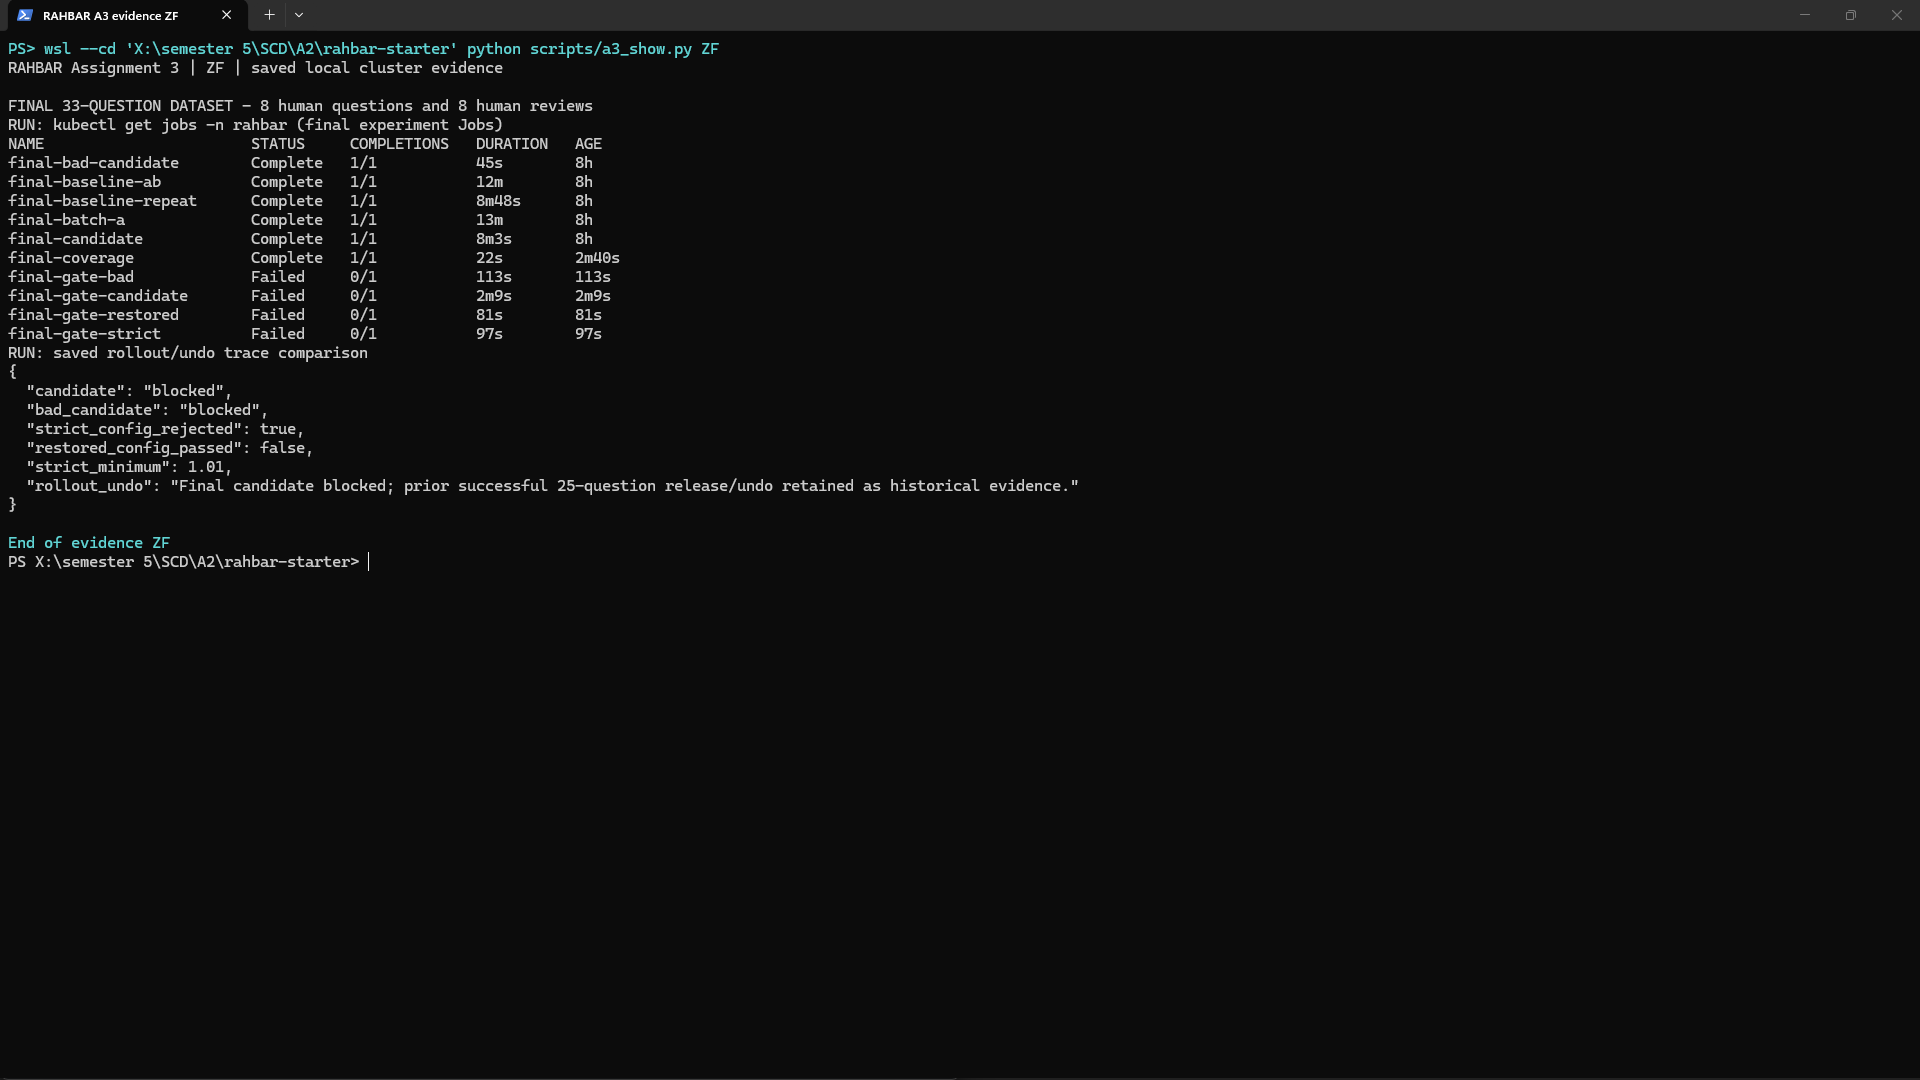 RAHBAR A3 evidence ZF
PS> wsl --cd 'X:\semester 5\SCD\A2\rahbar-starter' python scripts/a3_show.py ZF
RAHBAR Assignment 3 | ZF | saved local cluster evidence
FINAL 33-QUESTION DATASET - 8 human questions and 8 human reviews
RUN: kubectl get jobs -n rahbar (final experiment Jobs)
NAME STATUS COMPLETIONS DURATION AGE
final-bad-candidate Complete 1/1 45s 8h
final-baseline-ab Complete 1/1 12m 8h
final-baseline-repeat Complete 1/1 8m48s 8h
final-batch-a Complete 1/1 13m 8h
final-candidate Complete 1/1 8m3s 8h
final-coverage Complete 1/1 22s 2m40s
final-gate-bad Failed 0/1 113s 113s
final-gate-candidate Failed 0/1 2m9s 2m9s
final-gate-restored Failed 0/1 81s 81s
final-gate-strict Failed 0/1 97s 97s
RUN: saved rollout/undo trace comparison
{
"candidate": "blocked",
"bad_candidate": "blocked",
"strict_config_rejected": true,
"restored_config_passed": false,
"strict_minimum": 1.01,
"rollout_undo": "Final candidate blocked; prior successful 25-question release/undo retained as historical evidence."
}
End of evidence ZF
PS X:\semester 5\SCD\A2\rahbar-starter>